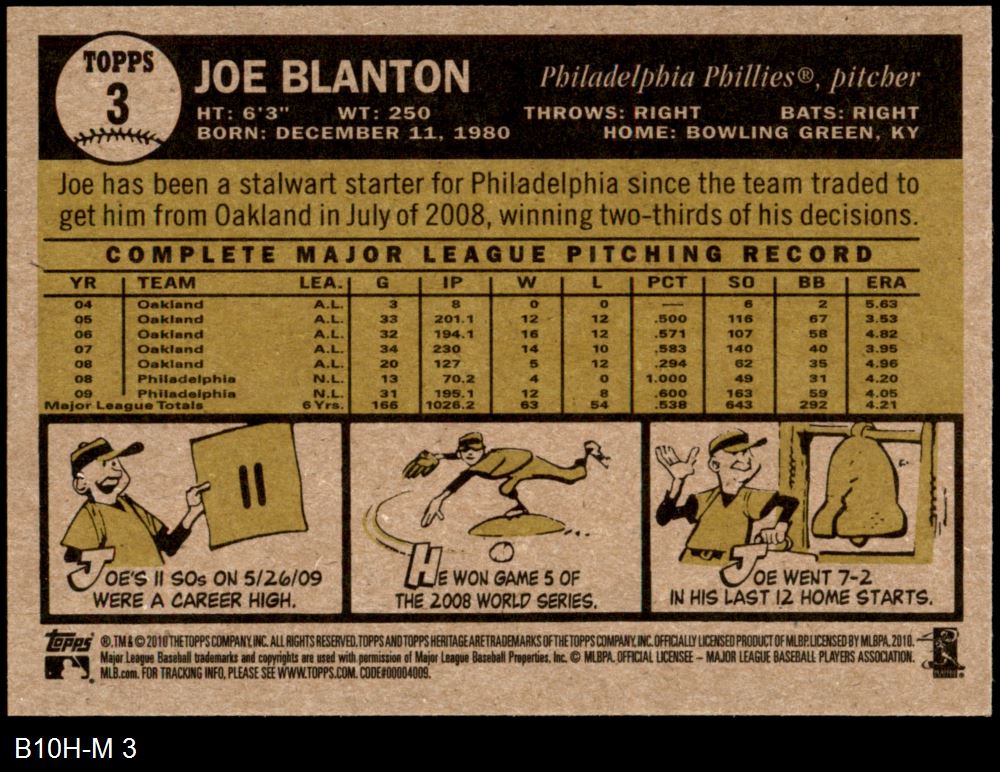 TOPPS
3
JOE BLANTON
Philadelphia Phillies®, pitcher
HT: 6'3" WT: 250 THROWS: RIGHT BATS: RIGHT
BORN: DECEMBER 11, 1980 HOME: BOWLING GREEN, KY
Joe has been a stalwart starter for Philadelphia since the team traded to
get him from Oakland in July of 2008, winning two-thirds of his decisions.
COMPLETE MAJOR LEAGUE PITCHING RECORD
YR TEAM LEA. G IP W L PCT SO BB ERA
04 Oakland A.L. 3 8 0 0 — 6 2 5.63
05 Oakland A.L. 33 201.1 12 12 .500 116 67 3.53
06 Oakland A.L. 32 194.1 16 12 .571 107 58 4.82
07 Oakland A.L. 34 230 14 10 .583 140 40 3.95
08 Oakland A.L. 20 127 5 12 .294 62 35 4.96
08 Philadelphia N.L. 13 70.2 4 0 1.000 49 31 4.20
09 Philadelphia N.L. 31 195.1 12 8 .600 163 59 4.05
Major League Totals 6 Yrs. 166 1026.2 63 54 .538 643 292 4.21
11
JOE'S 11 SOs ON 5/26/09
WERE A CAREER HIGH.
HE WON GAME 5 OF
THE 2008 WORLD SERIES.
JOE WENT 7-2
IN HIS LAST 12 HOME STARTS.
topps ®, TM & © 2010 THE TOPPS COMPANY, INC. ALL RIGHTS RESERVED. TOPPS AND TOPPS HERITAGE ARE TRADEMARKS OF THE TOPPS COMPANY, INC. OFFICIALLY LICENSED PRODUCT OF MLBP. LICENSED BY MLBPA, 2010.
Major League Baseball trademarks and copyrights are used with permission of Major League Baseball Properties, Inc. © MLBPA. OFFICIAL LICENSEE – MAJOR LEAGUE BASEBALL PLAYERS ASSOCIATION.
MLB.com. FOR TRACKING INFO, PLEASE SEE WWW.TOPPS.COM. CODE#00004009.
B10H-M 3